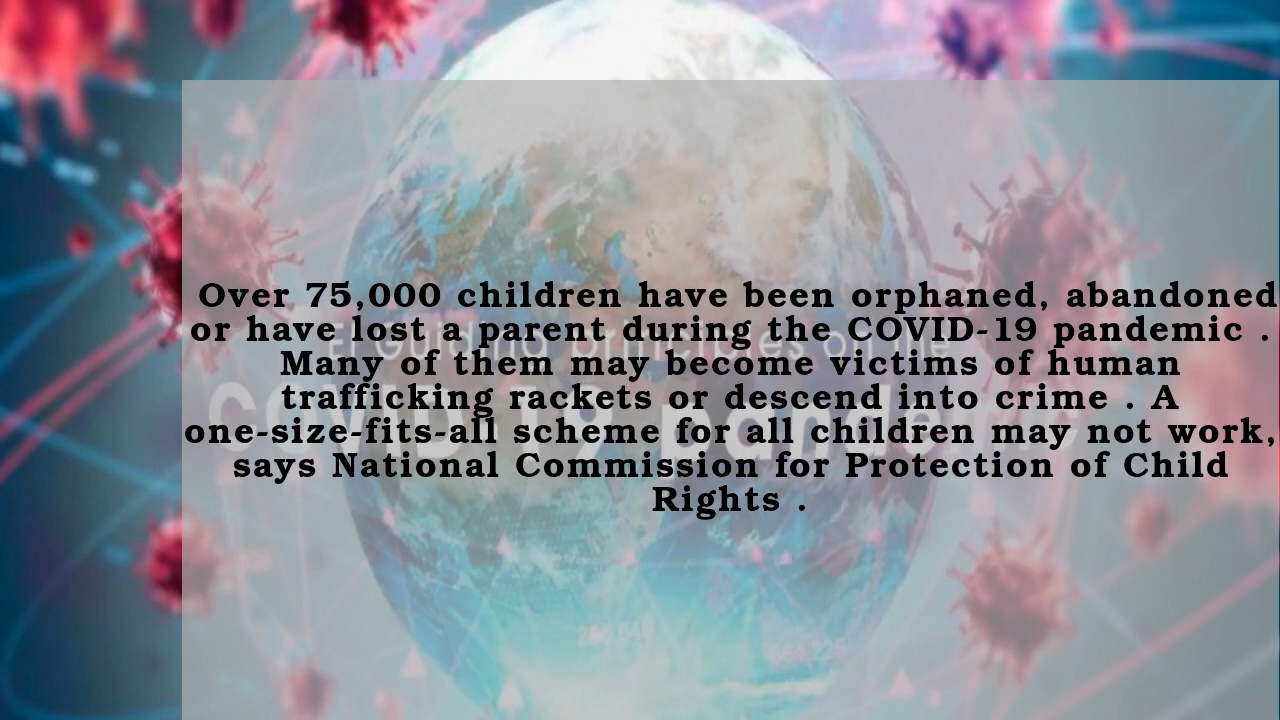 Over 75,000 children have been orphaned, abandoned
or have lost a parent during the COVID-19 pandemic .
Many of them may become victims of human
trafficking rackets or descend into crime . A
one-size-fits-all scheme for all children may not work,
says National Commission for Protection of Child
Rights .